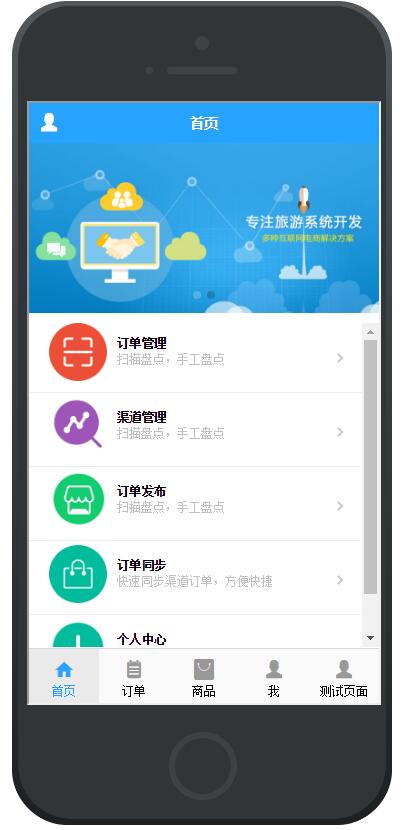 首页
专注旅游系统开发
多种互联网电商解决方案
订单管理
扫描盘点，手工盘点
渠道管理
扫描盘点，手工盘点
订单发布
扫描盘点，手工盘点
订单同步
快速同步渠道订单，方便快捷
个人中心
首页
订单
商品
我
测试页面